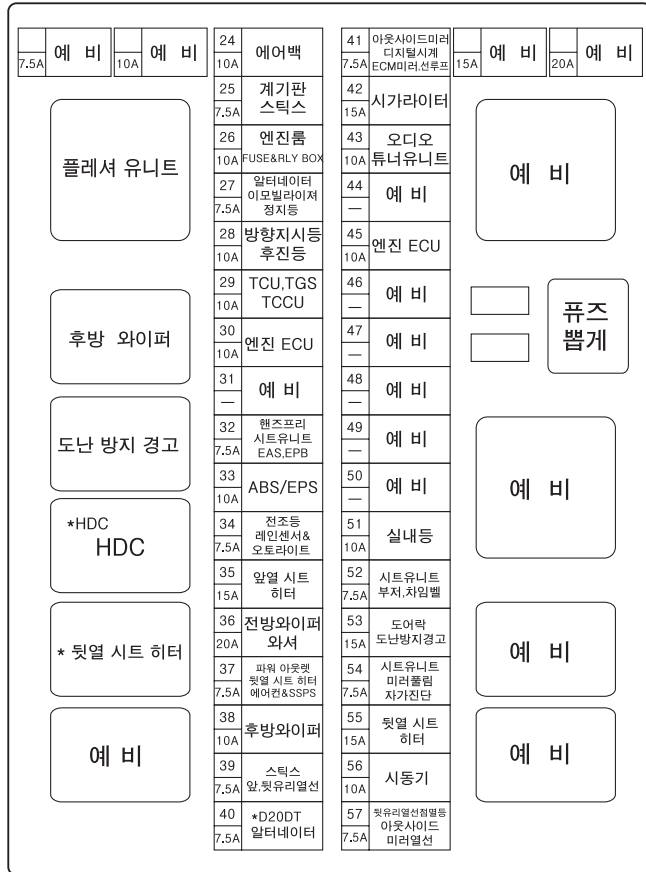 7.5A
예 비
10A
예 비
24
10A
에어백
41
7.5A
아웃사이드미러
디지털시계
ECM미러,선루프
15A
예 비
20A
예 비
플레셔 유니트
후방 와이퍼
도난 방지 경고
*HDC
HDC
* 뒷열 시트 히터
예 비
25
7.5A
계기판
스틱스
26
10A
엔진룸
FUSE&RLY BOX
27
7.5A
알터네이터
이모빌라이져
정지등
28
10A
방향지시등
후진등
29
10A
TCU,TGS
TCCU
30
10A
엔진 ECU
31
—
예 비
32
7.5A
핸즈프리
시트유니트
EAS,EPB
33
10A
ABS/EPS
34
7.5A
전조등
레인센서&
오토라이트
35
15A
앞열 시트
히터
36
20A
전방와이퍼
와셔
37
7.5A
파워 아웃렛
뒷열 시트 히터
에어컨&SSPS
38
10A
후방와이퍼
39
7.5A
스틱스
앞,뒷유리열선
40
7.5A
*D20DT
알터네이터
42
15A
시가라이터
43
10A
오디오
튜너유니트
44
—
예 비
45
10A
엔진 ECU
46
—
예 비
47
—
예 비
48
—
예 비
49
—
예 비
50
—
예 비
51
10A
실내등
52
7.5A
시트유니트
부저,차임벨
53
15A
도어락
도난방지경고
54
7.5A
시트유니트
미러풀림
자가진단
55
15A
뒷열 시트
히터
56
10A
시동기
57
7.5A
뒷유리열선점멸등
아웃사이드
미러열선
예 비
퓨즈
뽑게
예 비
예 비
예 비